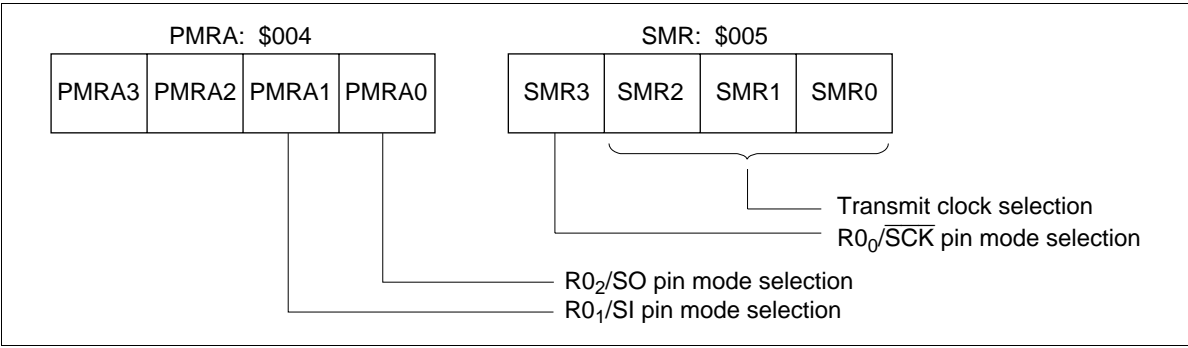 PMRA: $004 SMR: $005
PMRA3 PMRA2 PMRA1 PMRA0 SMR3 SMR2 SMR1 SMR0
Transmit clock selection
R0₀/S̅C̅K̅ pin mode selection
R0₂/SO pin mode selection
R0₁/SI pin mode selection